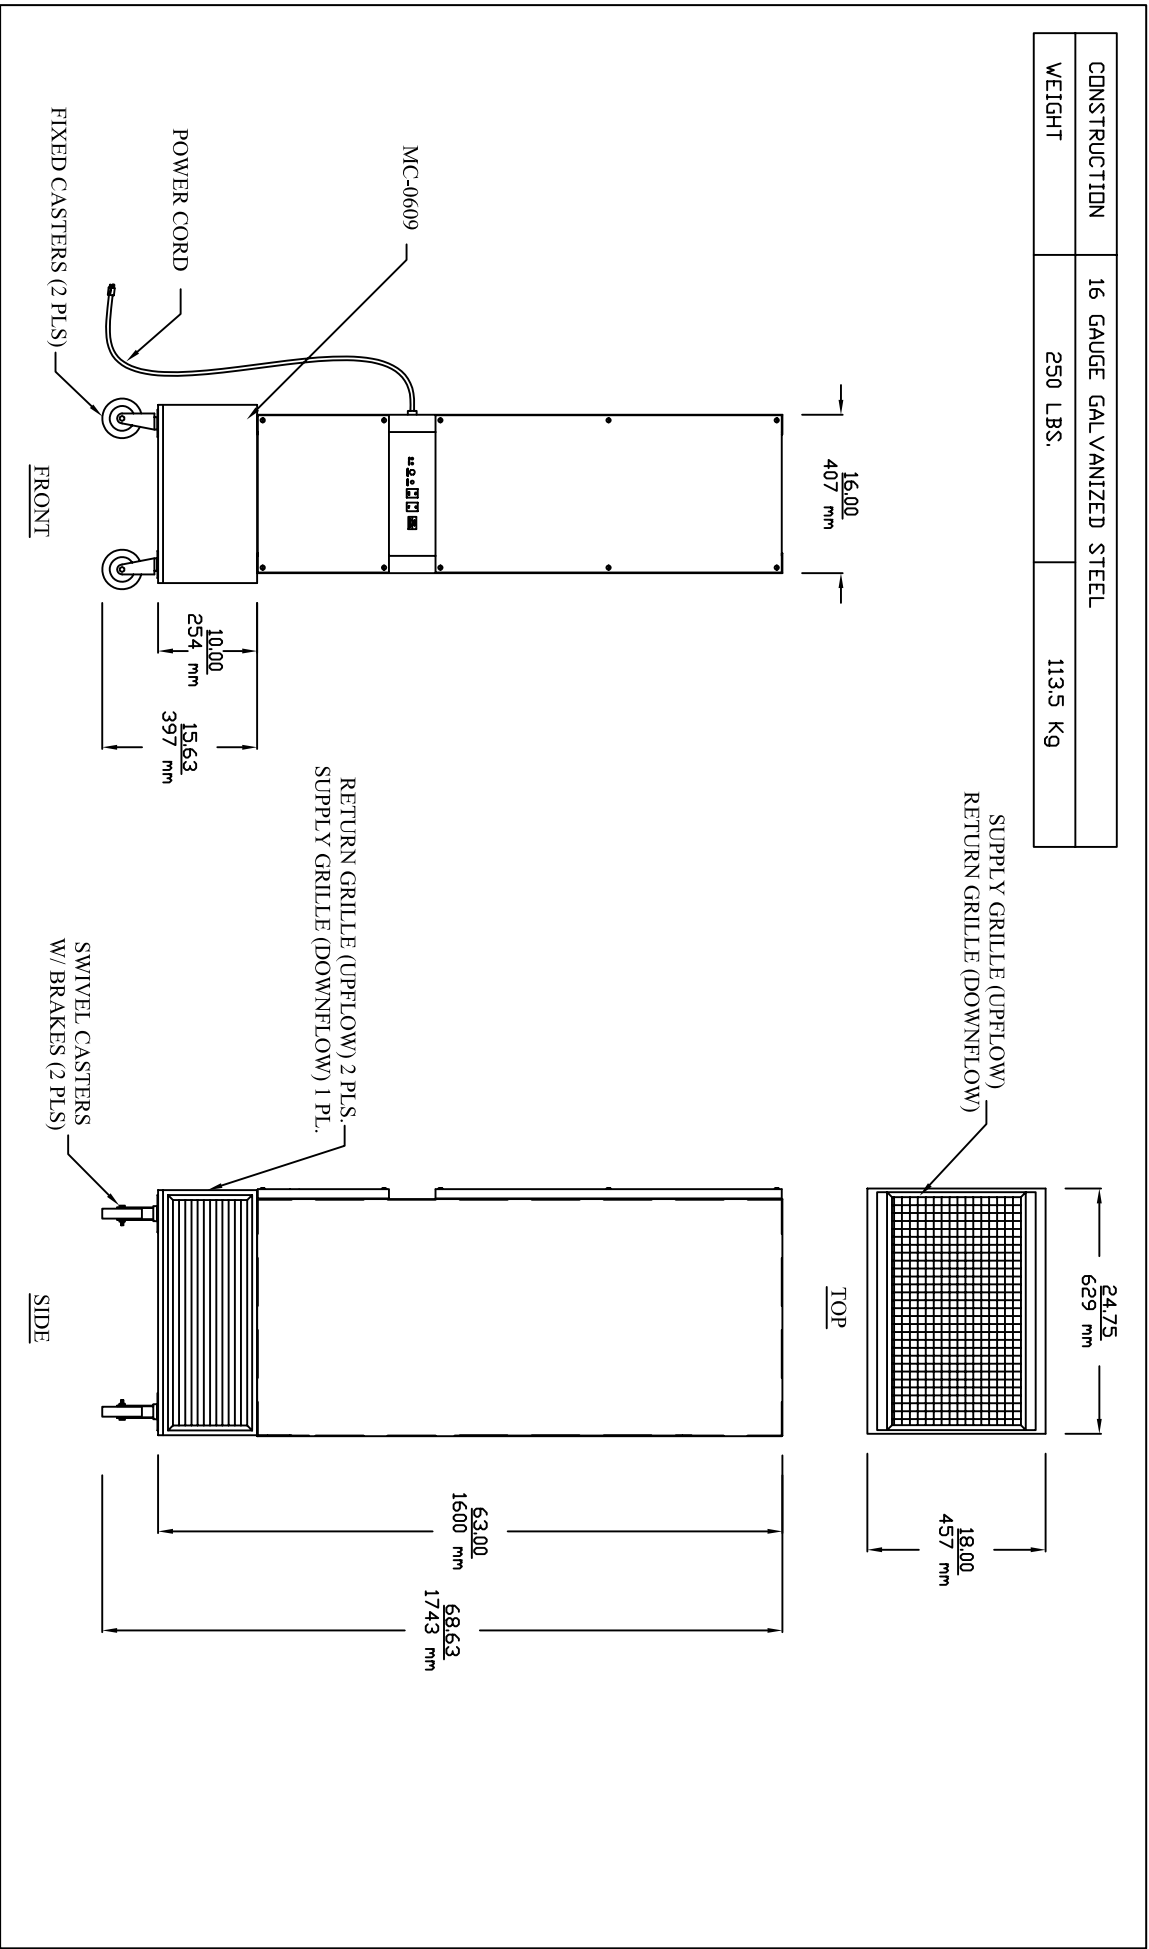 CONSTRUCTION 16 GAUGE GALVANIZED STEEL
WEIGHT 250 LBS. 113.5 Kg
SUPPLY GRILLE (UPFLOW)
RETURN GRILLE (DOWNFLOW)
24.75
629 mm
18.00
457 mm
TOP
16.00
407 mm
MC-0609
POWER CORD
FIXED CASTERS (2 PLS)
10.00
254 mm
15.63
397 mm
FRONT
RETURN GRILLE (UPFLOW) 2 PLS.
SUPPLY GRILLE (DOWNFLOW) 1 PL.
SWIVEL CASTERS
W/ BRAKES (2 PLS)
63.00
1600 mm
68.63
1743 mm
SIDE